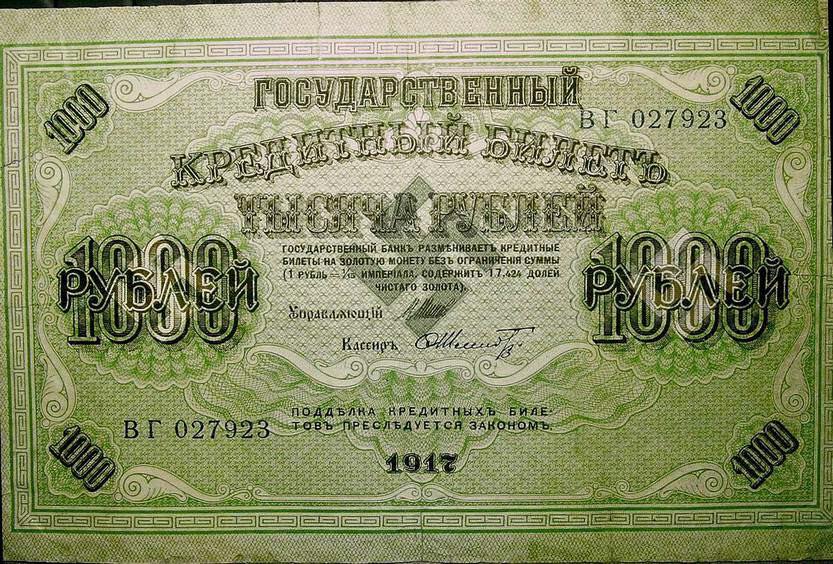 1000
1000
ГОСУДАРСТВЕННЫЙ
ВГ 027923
КРЕДИТНЫЙ БИЛЕТЪ
ТЫСЯЧА РУБЛЕЙ
ГОСУДАРСТВЕННЫЙ БАНКЪ РАЗМѢНИВАЕТЪ КРЕДИТНЫЕ
БИЛЕТЫ НА ЗОЛОТУЮ МОНЕТУ БЕЗЪ ОГРАНИЧЕНІЯ СУММЫ
(1 РУБЛЬ = 1/15 ИМПЕРІАЛА, СОДЕРЖИТЪ 17,424 ДОЛЕЙ
ЧИСТАГО ЗОЛОТА).
1000
РУБЛЕЙ
1000
РУБЛЕЙ
Управляющій
Кассиръ
ПОДДѢЛКА КРЕДИТНЫХЪ БИЛЕ-
ТОВЪ ПРЕСЛѢДУЕТСЯ ЗАКОНОМЪ.
ВГ 027923
1917
1000
1000